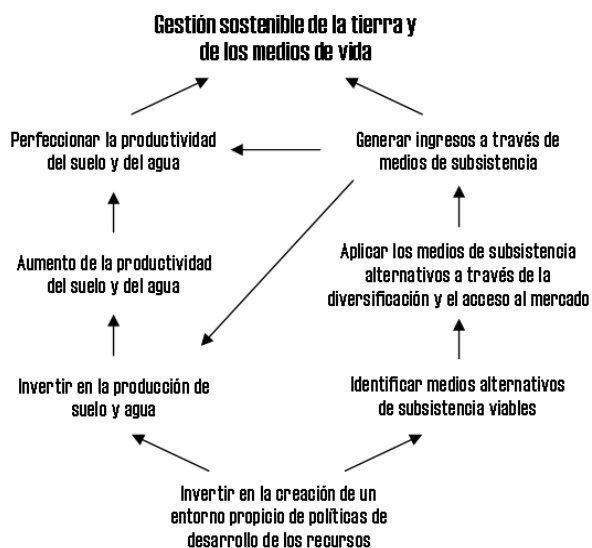 Gestión sostenible de la tierra y
de los medios de vida
Perfeccionar la productividad
del suelo y del agua
Generar ingresos a través de
medios de subsistencia
Aumento de la productividad
del suelo y del agua
Aplicar los medios de subsistencia
alternativos a través de la
diversificación y el acceso al mercado
Invertir en la producción de
suelo y agua
Identificar medios alternativos
de subsistencia viables
Invertir en la creación de un
entorno propicio de políticas de
desarrollo de los recursos